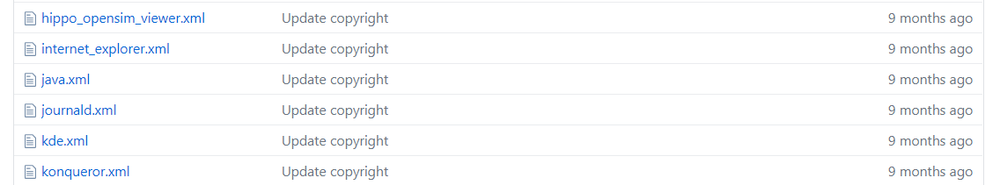 hippo_opensim_viewer.xml Update copyright 9 months ago
internet_explorer.xml Update copyright 9 months ago
java.xml Update copyright 9 months ago
journald.xml Update copyright 9 months ago
kde.xml Update copyright 9 months ago
konqueror.xml Update copyright 9 months ago